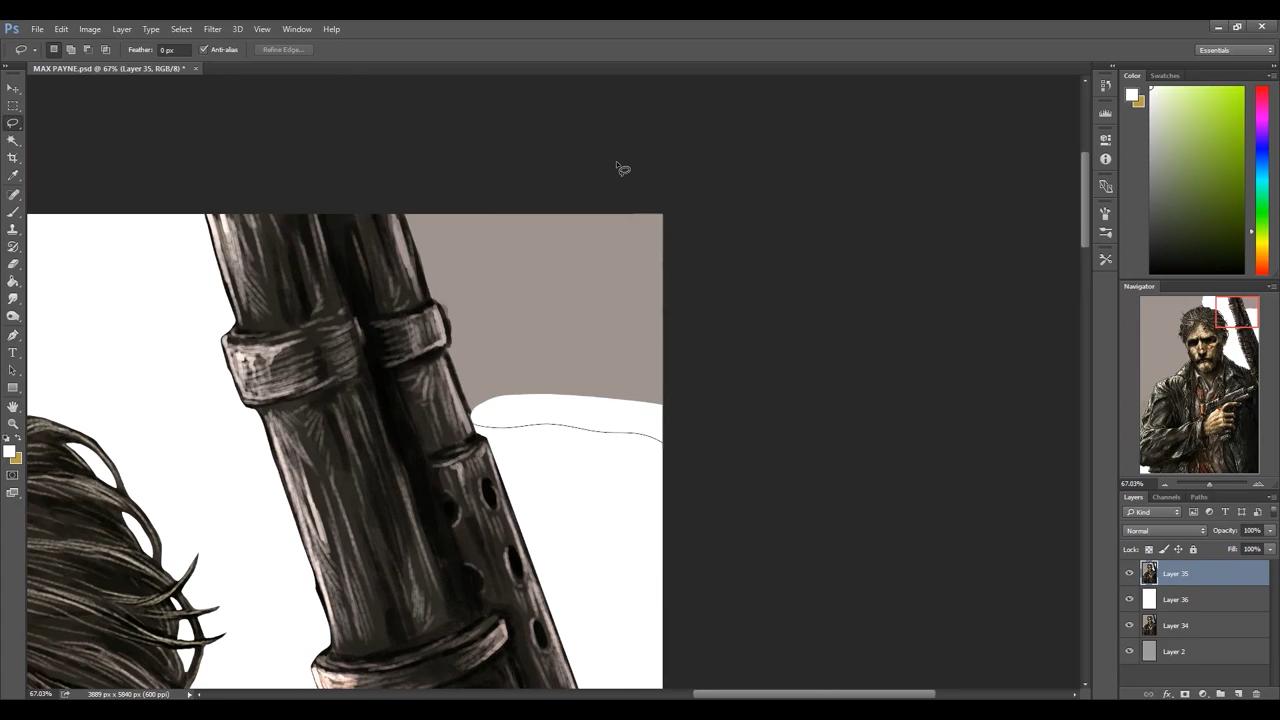 Ps File Edit Image Layer Type Select Filter 3D View Window Help
Feather: 0 px Anti-alias Refine Edge... Essentials
MAX PAYNE.psd @ 67% (Layer 35, RGB/8) * ×
Color Swatches
Navigator
67.03%
Layers Channels Paths
Kind
Normal Opacity: 100%
Lock: Fill: 100%
Layer 35
Layer 36
Layer 34
Layer 2
67.03% 3889 px x 5840 px (600 ppi)
fx